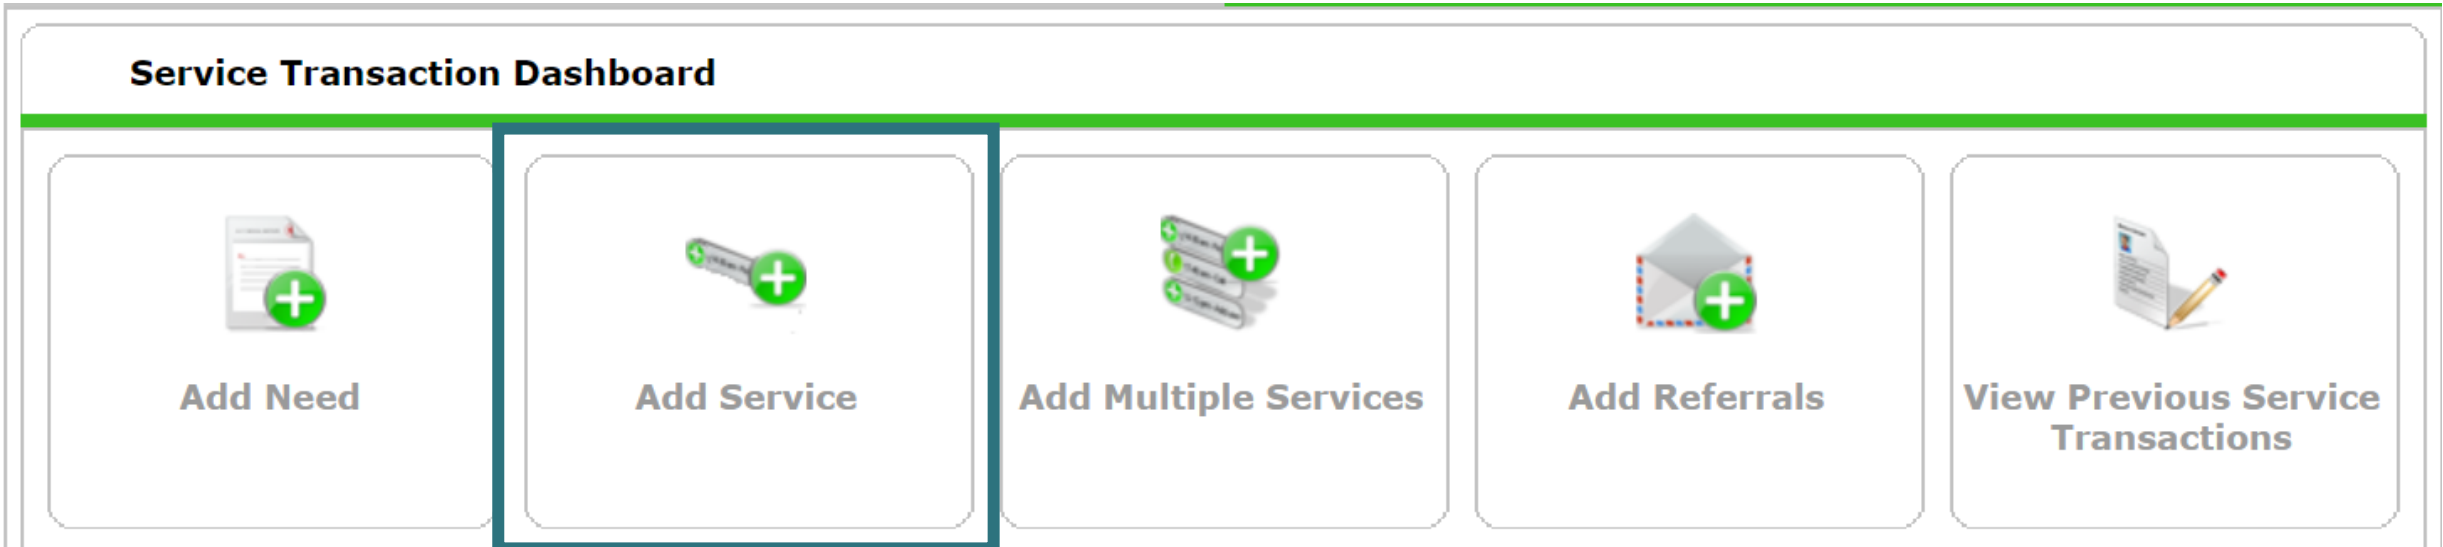 Service Transaction Dashboard
Add Need
Add Service
Add Multiple Services
Add Referrals
View Previous Service
Transactions